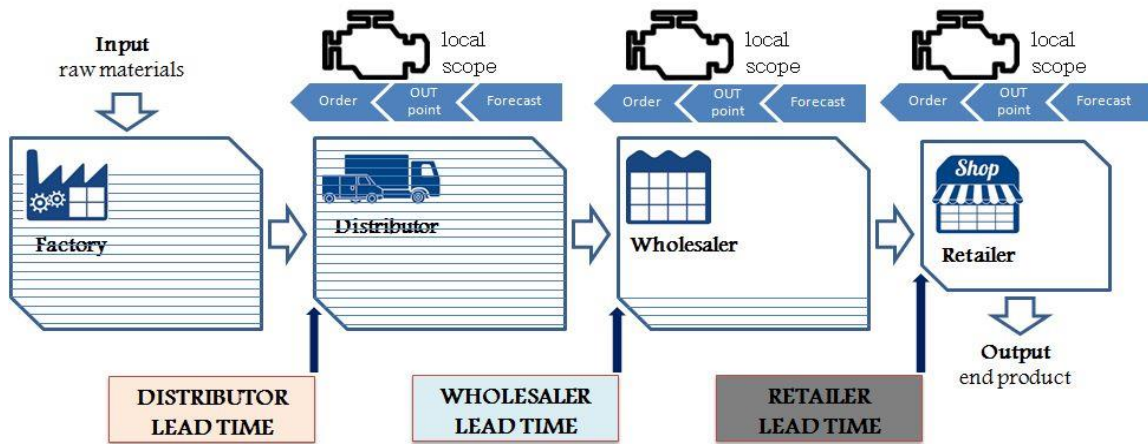 Input
raw materials
local
scope
Order
OUT
point
Forecast
local
scope
Order
OUT
point
Forecast
local
scope
Order
OUT
point
Forecast
Factory
Distributor
Wholesaler
Shop
Retailer
Output
end product
DISTRIBUTOR
LEAD TIME
WHOLESALER
LEAD TIME
RETAILER
LEAD TIME